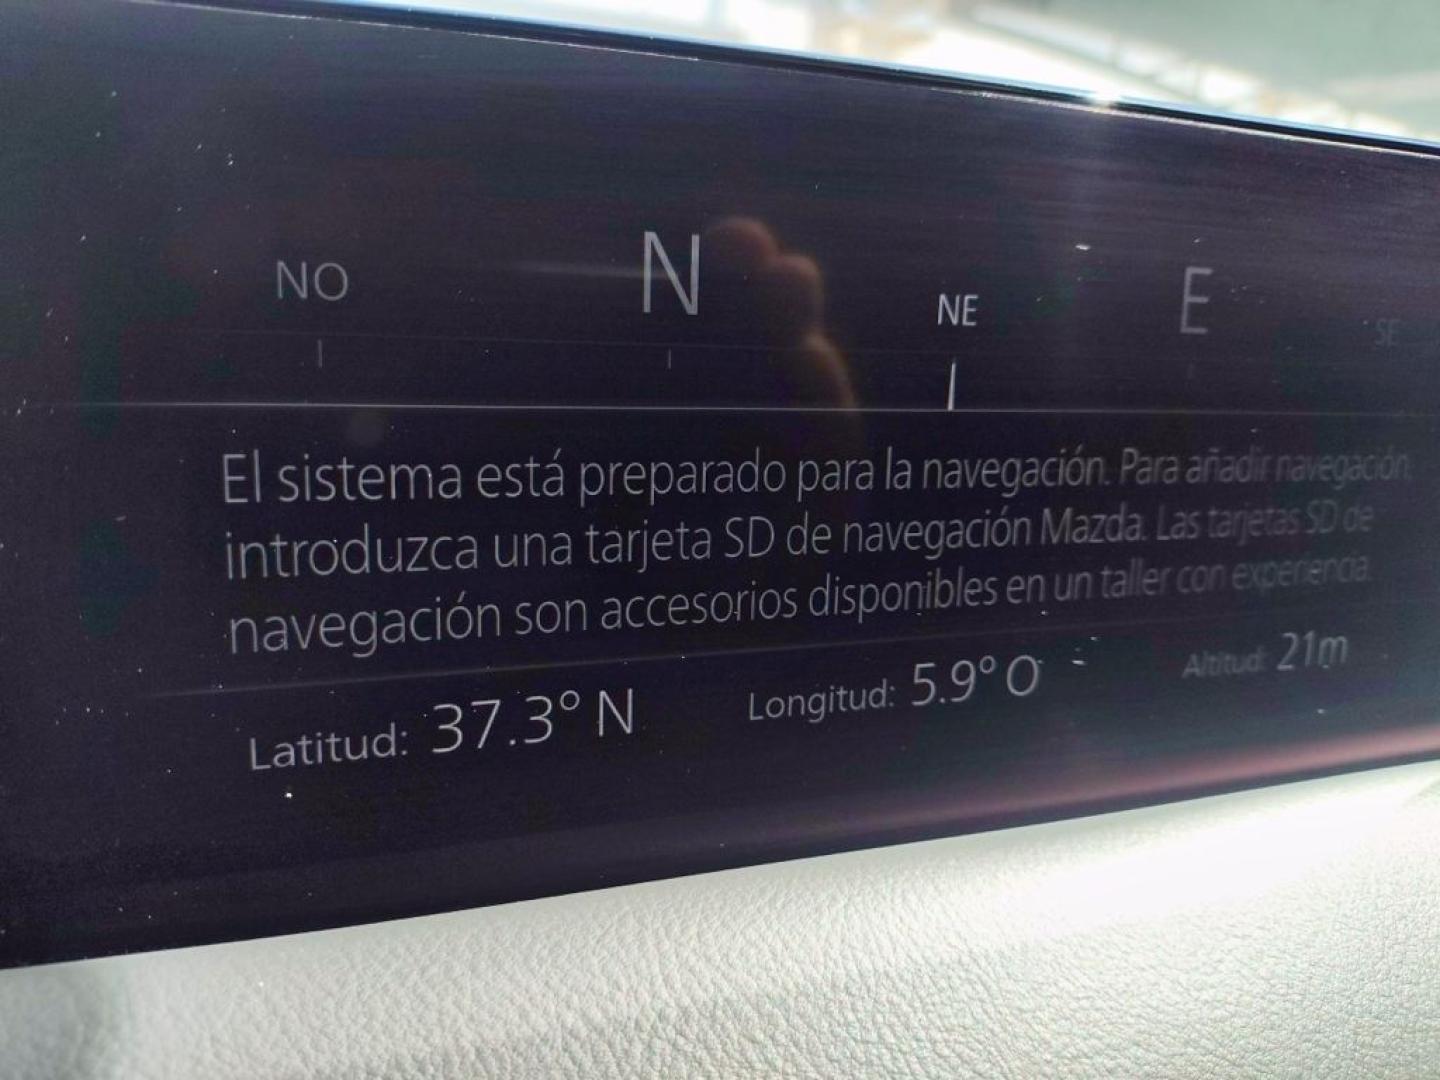 NO N NE E SE
El sistema está preparado para la navegación. Para añadir navegación,
introduzca una tarjeta SD de navegación Mazda. Las tarjetas SD de
navegación son accesorios disponibles en un taller con experiencia.
Latitud: 37.3° N Longitud: 5.9° O Altitud: 21m